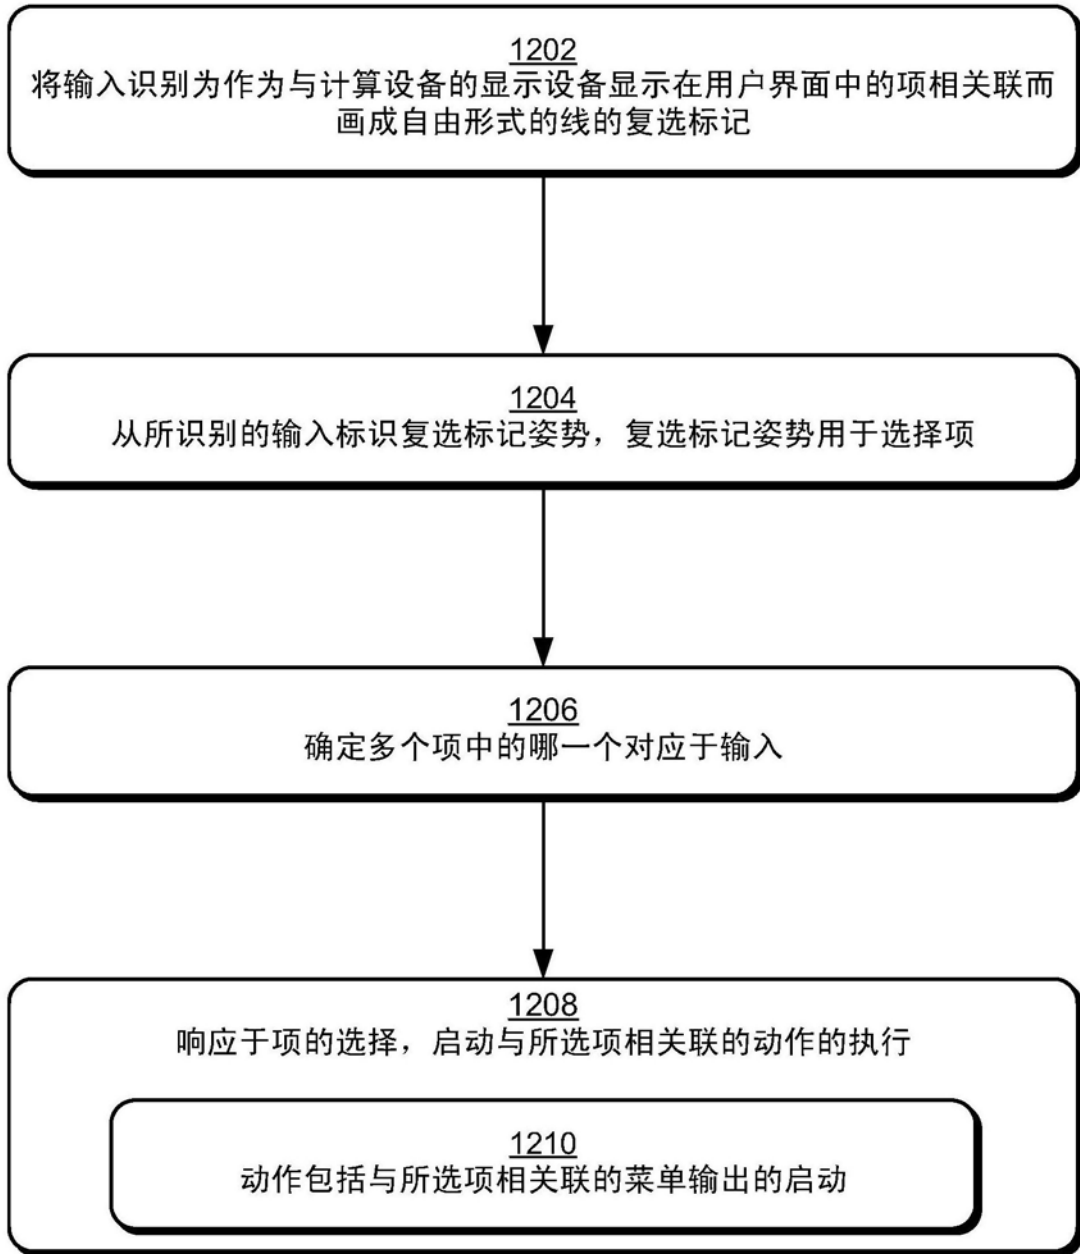 1202
将输入识别为作为与计算设备的显示设备显示在用户界面中的项相关联而
画成自由形式的线的复选标记
1204
从所识别的输入标识复选标记姿势，复选标记姿势用于选择项
1206
确定多个项中的哪一个对应于输入
1208
响应于项的选择，启动与所选项相关联的动作的执行
1210
动作包括与所选项相关联的菜单输出的启动